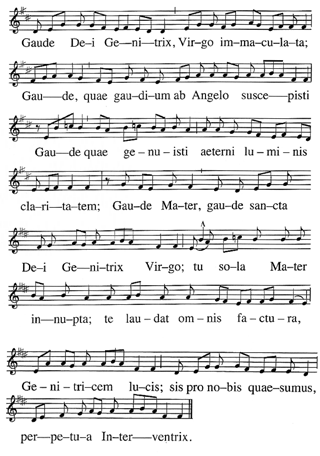 Gaude De–i Ge–ni—trix, Vir–go im–ma–cu–la–ta;
Gau—de, quae gau–di–um ab Angelo susce—pisti
Gau—de quae ge–nu–isti aeterni lu–mi–nis
cla–ri–ta–tem; Gau–de Ma–ter, gau–de san–cta
De–i Ge–ni–trix Vir–go; tu so–la Ma–ter
in–nu–pta; te lau–dat om–nis fa–ctu–ra,
Ge–ni–tri–cem lu–cis; sis pro no–bis quae–sumus,
per–pe–tu–a In–ter—ventrix.